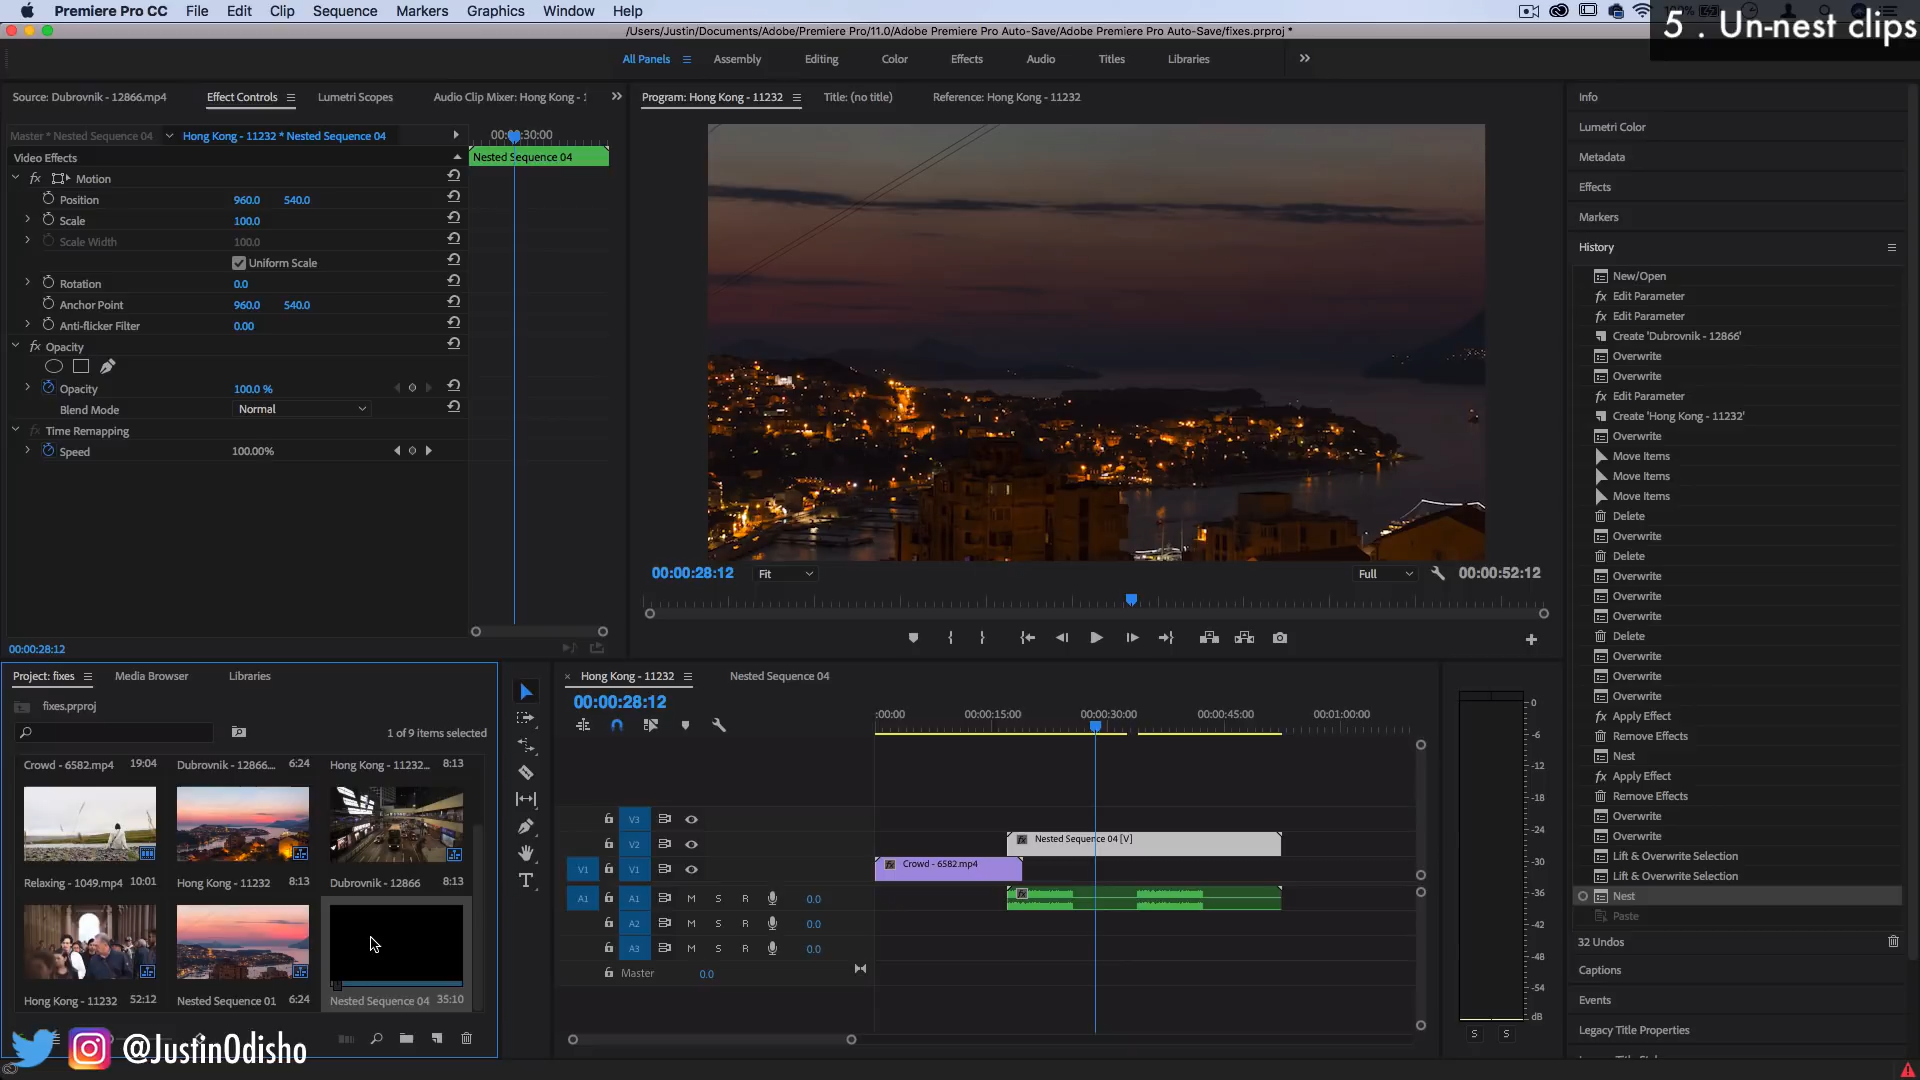 Premiere Pro CC File Edit Clip Sequence Markers Graphics Window Help
5 . Un-nest clips
/Users/Justin/Documents/Adobe/Premiere Pro/11.0/Adobe Premiere Pro Auto-Save/Adobe Premiere Pro Auto-Save/fixes.prproj *
All Panels Assembly Editing Color Effects Audio Titles Libraries
Source: Dubrovnik - 12866.mp4 Effect Controls Lumetri Scopes Audio Clip Mixer: Hong Kong - 1
Master * Nested Sequence 04 Hong Kong - 11232 * Nested Sequence 04
00:00:30:00
Video Effects
Nested Sequence 04
fx Motion
Position 960.0 540.0
Scale 100.0
Scale Width 100.0
Uniform Scale
Rotation 0.0
Anchor Point 960.0 540.0
Anti-flicker Filter 0.00
fx Opacity
Opacity 100.0 %
Blend Mode Normal
fx Time Remapping
Speed 100.00%
00:00:28:12
Program: Hong Kong - 11232 Title: (no title) Reference: Hong Kong - 11232
00:00:28:12 Fit Full 00:00:52:12
Info
Lumetri Color
Metadata
Effects
Markers
History
New/Open
fx Edit Parameter
fx Edit Parameter
Create 'Dubrovnik - 12866'
Overwrite
Overwrite
fx Edit Parameter
Create 'Hong Kong - 11232'
Overwrite
Move Items
Move Items
Move Items
Delete
Overwrite
Delete
Overwrite
Overwrite
Overwrite
Delete
Overwrite
Overwrite
Overwrite
fx Apply Effect
Remove Effects
Nest
fx Apply Effect
Remove Effects
Overwrite
Overwrite
Lift & Overwrite Selection
Lift & Overwrite Selection
Nest
Paste
32 Undos
Captions
Events
Legacy Title Properties
Project: fixes Media Browser Libraries
fixes.prproj
1 of 9 items selected
Crowd - 6582.mp4 19:04 Dubrovnik - 12866.... 6:24 Hong Kong - 11232... 8:13
Relaxing - 1049.mp4 10:01 Hong Kong - 11232 8:13 Dubrovnik - 12866 8:13
Hong Kong - 11232 52:12 Nested Sequence 01 6:24 Nested Sequence 04 35:10
@JustinOdisho
Hong Kong - 11232 Nested Sequence 04
00:00:28:12
:00:00 00:00:15:00 00:00:30:00 00:00:45:00 00:01:00:00
V3
V2 Nested Sequence 04 [V]
V1 V1 Crowd - 6582.mp4
A1 A1 M S R 0.0
A2 M S R 0.0
A3 M S R 0.0
Master 0.0
0
-6
-12
-18
-24
-30
-36
-42
-48
-54
dB
S S